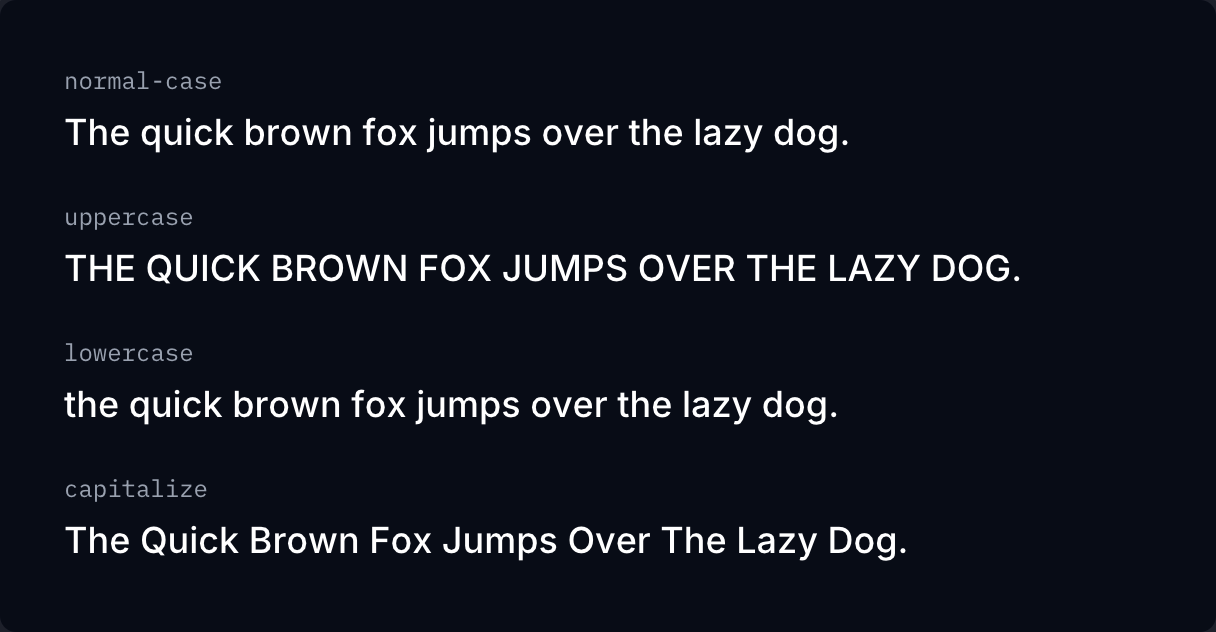 normal-case
The quick brown fox jumps over the lazy dog.
uppercase
THE QUICK BROWN FOX JUMPS OVER THE LAZY DOG.
lowercase
the quick brown fox jumps over the lazy dog.
capitalize
The Quick Brown Fox Jumps Over The Lazy Dog.